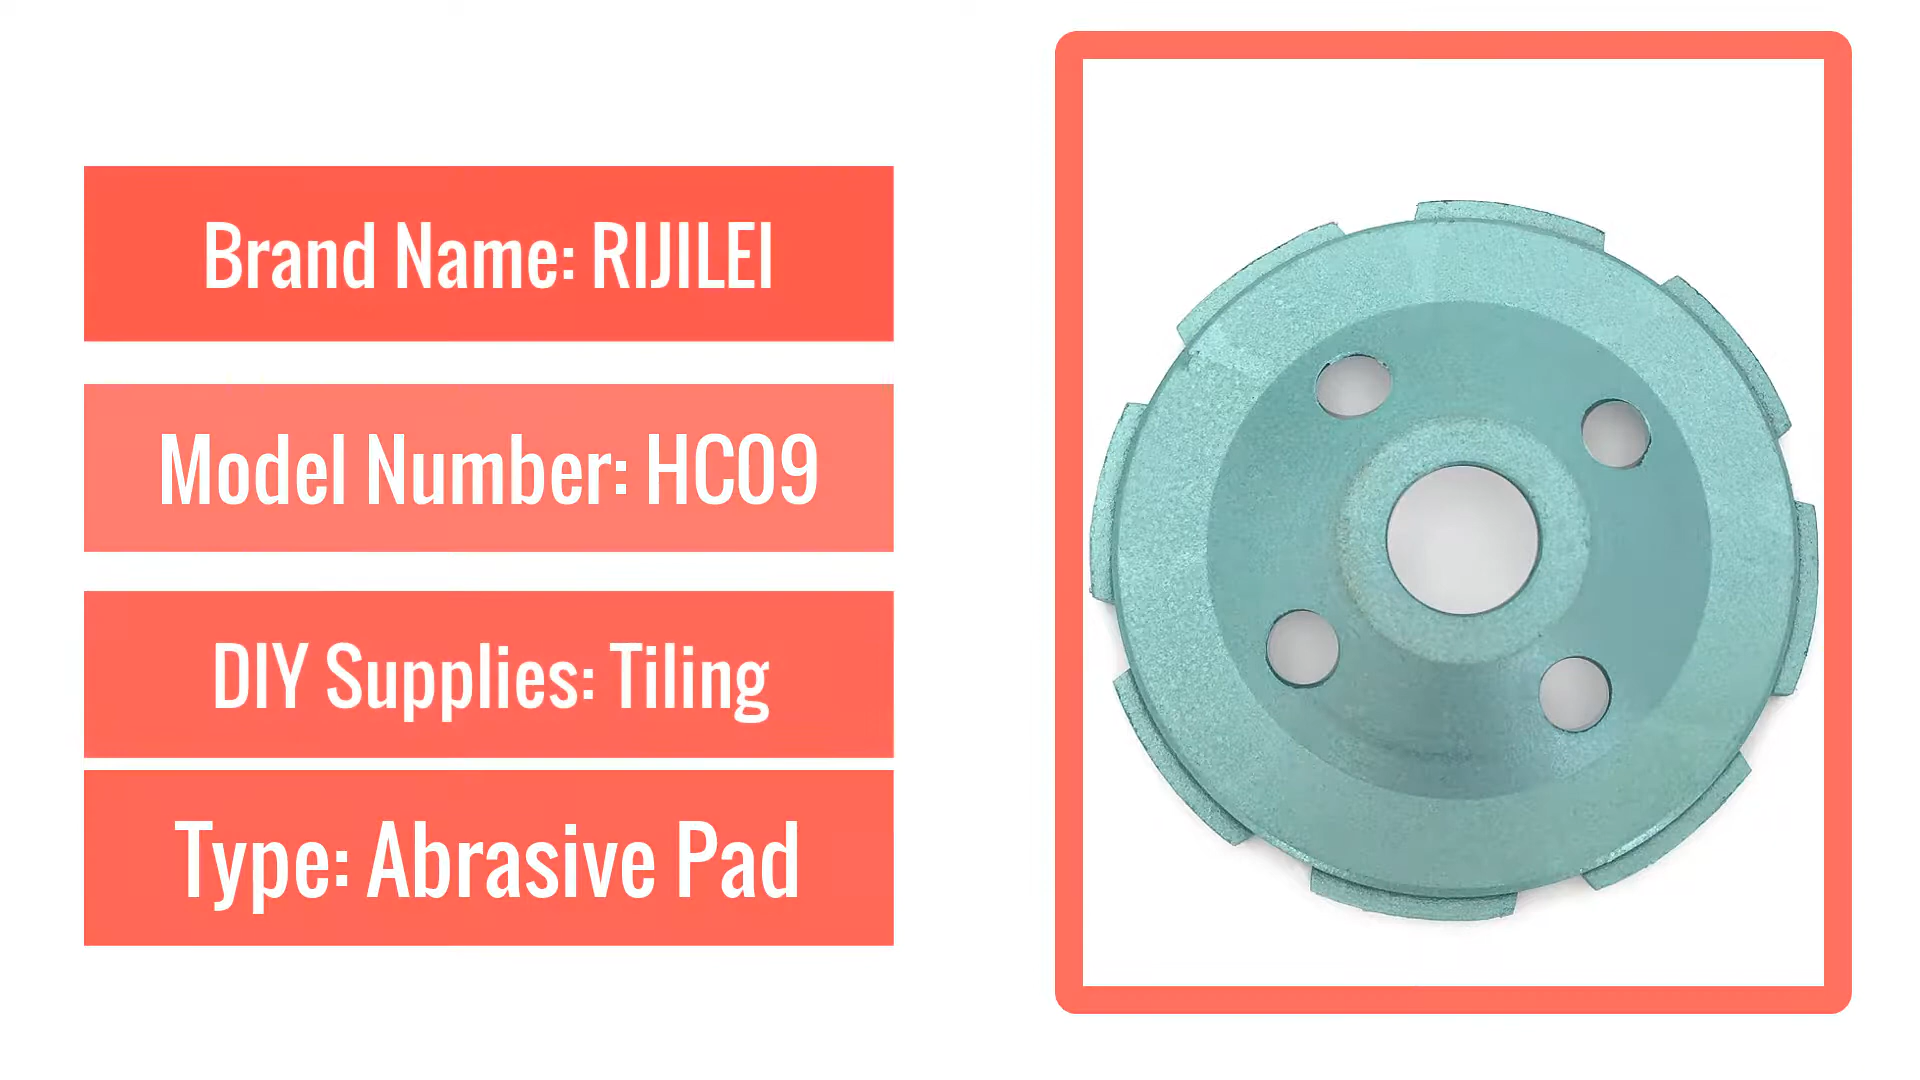 Brand Name: RIJILEI
Model Number: HC09
DIY Supplies: Tiling
Type: Abrasive Pad